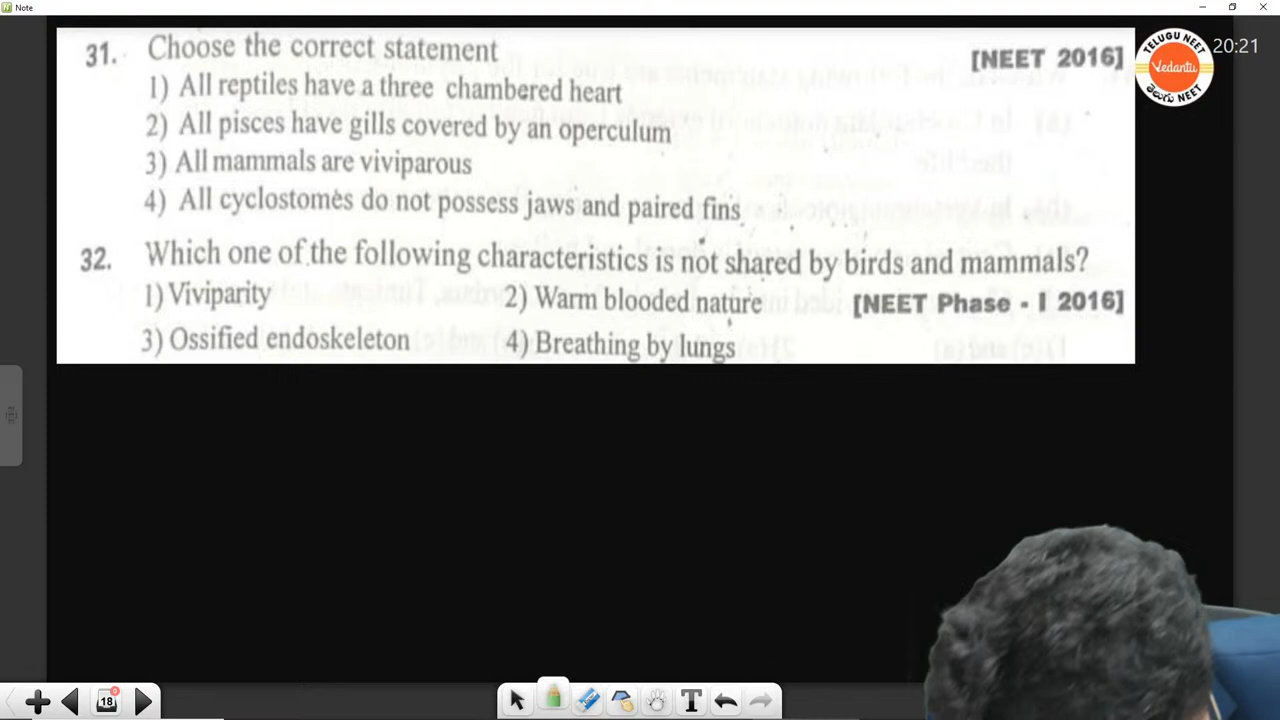 Note
20:21
TELUGU NEET
Vedantu
తెలుగు NEET
31. Choose the correct statement [NEET 2016]
1) All reptiles have a three chambered heart
2) All pisces have gills covered by an operculum
3) All mammals are viviparous
4) All cyclostomes do not possess jaws and paired fins
32. Which one of the following characteristics is not shared by birds and mammals?
1) Viviparity 2) Warm blooded nature [NEET Phase - I 2016]
3) Ossified endoskeleton 4) Breathing by lungs
18
0
T